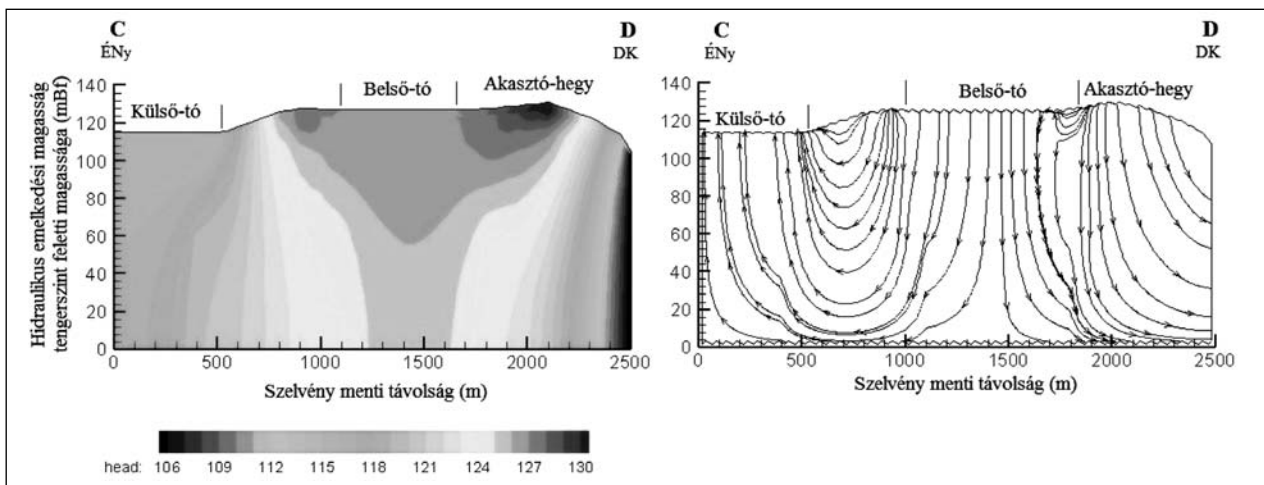 C D
ÉNy DK
Külső-tó Belső-tó Akasztó-hegy
Hidraulikus emelkedési magasság
tengerszint feletti magassága (mBf)
140
120
100
80
60
40
20
0
0 500 1000 1500 2000 2500
Szelvény menti távolság (m)
head: 106 109 112 115 118 121 124 127 130
C D
ÉNy DK
Külső-tó Belső-tó Akasztó-hegy
140
120
100
80
60
40
20
0
0 500 1000 1500 2000 2500
Szelvény menti távolság (m)